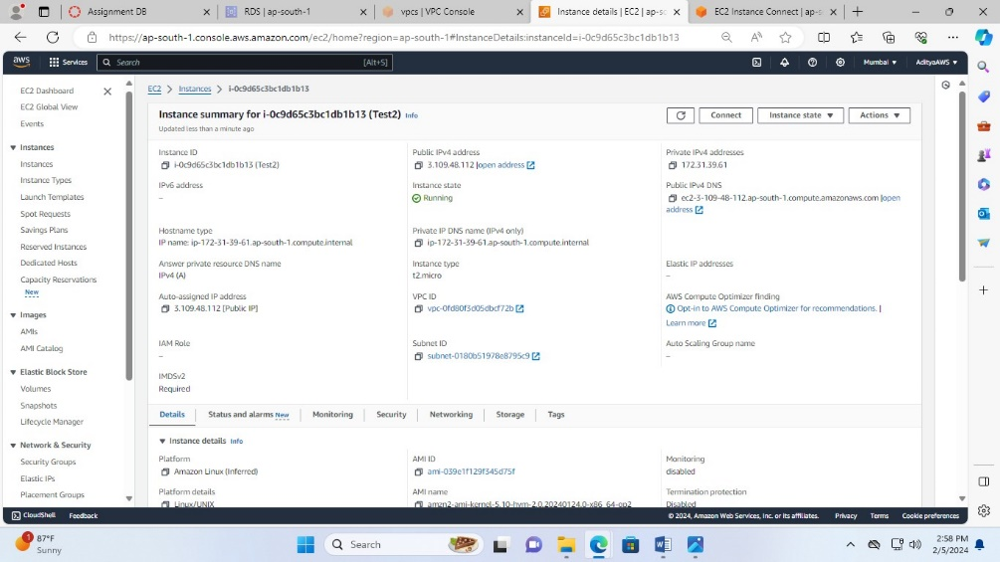 Assignment DB
RDS | ap-south-1
vpcs | VPC Console
Instance details | EC2 | ap-sc
EC2 Instance Connect | ap-s
https://ap-south-1.console.aws.amazon.com/ec2/home?region=ap-south-1#InstanceDetails:instanceId=i-0c9d65c3bc1db1b13
aws
Services
Search
[Alt+S]
Mumbai
AdityaAWS
EC2 Dashboard
EC2 Global View
Events
Instances
Instances
Instance Types
Launch Templates
Spot Requests
Savings Plans
Reserved Instances
Dedicated Hosts
Capacity Reservations
New
Images
AMIs
AMI Catalog
Elastic Block Store
Volumes
Snapshots
Lifecycle Manager
Network & Security
Security Groups
Elastic IPs
Placement Groups
EC2 > Instances > i-0c9d65c3bc1db1b13
Instance summary for i-0c9d65c3bc1db1b13 (Test2) Info
Updated less than a minute ago
Connect
Instance state
Actions
Instance ID
i-0c9d65c3bc1db1b13 (Test2)
Public IPv4 address
3.109.48.112 |open address
Private IPv4 addresses
172.31.39.61
IPv6 address
–
Instance state
Running
Public IPv4 DNS
ec2-3-109-48-112.ap-south-1.compute.amazonaws.com |open
address
Hostname type
IP name: ip-172-31-39-61.ap-south-1.compute.internal
Private IP DNS name (IPv4 only)
ip-172-31-39-61.ap-south-1.compute.internal
Answer private resource DNS name
IPv4 (A)
Instance type
t2.micro
Elastic IP addresses
–
Auto-assigned IP address
3.109.48.112 [Public IP]
VPC ID
vpc-0fd80f3d05dbcf72b
AWS Compute Optimizer finding
Opt-in to AWS Compute Optimizer for recommendations. |
Learn more
IAM Role
–
Subnet ID
subnet-0180b51978e8795c9
Auto Scaling Group name
–
IMDSv2
Required
Details
Status and alarms New
Monitoring
Security
Networking
Storage
Tags
Instance details Info
Platform
Amazon Linux (Inferred)
AMI ID
ami-039e1f129f345d75f
Monitoring
disabled
Platform details
Linux/UNIX
AMI name
amzn2-ami-kernel-5.10-hvm-2.0.20240124.0-x86_64-gp2
Termination protection
Disabled
CloudShell
Feedback
© 2024, Amazon Web Services, Inc. or its affiliates.
Privacy
Terms
Cookie preferences
1
87°F
Sunny
Search
2:58 PM
2/5/2024